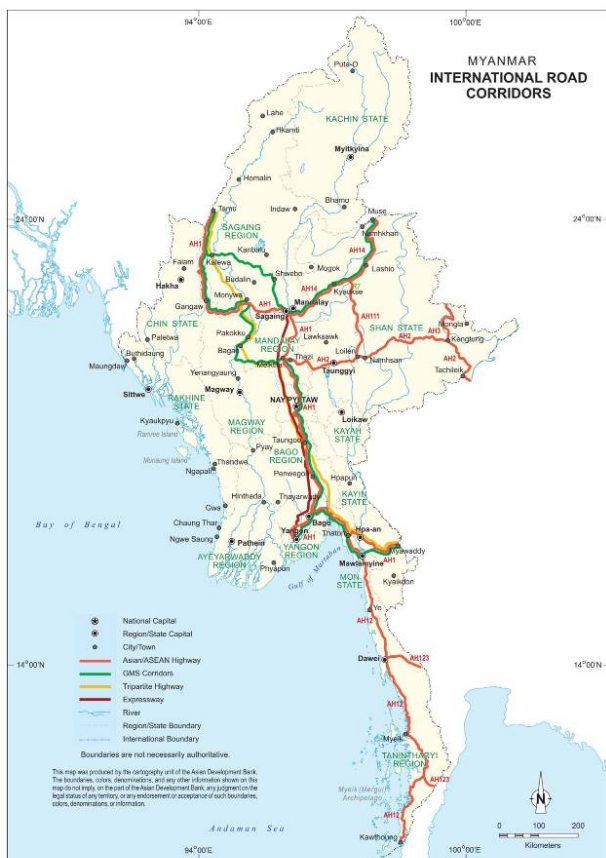 94°00'E
100°00'E
MYANMAR
INTERNATIONAL ROAD
CORRIDORS
Puta-O
KACHIN STATE
Lahe
Hkamti
Myitkyina
Homalin
Bhamo
Indaw
Tamu
Muse
24°00'N
24°00'N
Namhkan
SAGAING
REGION
AH1
Kanbalu
AH14
Kalewa
Lashio
Falam
Shwebo
Mogok
Hakha
Budalin
AH14
Kyaukse
Monywa
AH1
Mandalay
Gangaw
Sagaing
AH111
Mongla
AH1
AH3
CHIN STATE
Pakokku
SHAN STATE
Kengtung
Paletwa
MANDALAY
REGION
Lawksawk
AH2
Buthidaung
Bagan
Loilen
Thazi
AH2
Namhsan
AH2
Maungdaw
Meiktila
Taunggyi
Tachileik
Yenangyaung
Sittwe
RAKHINE
STATE
Magway
NAY PYI TAW
AH1
Loikaw
Kyaukpyu
MAGWAY
REGION
KAYAH
STATE
Ramree Island
Taungoo
Munaung Island
Pyay
BAGO
REGION
Thandwe
Penwegon
Hpapun
Ngapali
KAYIN
STATE
Hinthada
Thayarwady
Gwa
Bay of Bengal
Chaung Thar
Bago
Hpa-an
Yangon
Thaton
Ngwe Saung
Pathein
AH1
Myawaddy
YANGON
REGION
AH1
AYEYARWADDY
REGION
Mawlamyine
Phyapon
Gulf of Martaban
Kyaikdon
MON
STATE
Ye
AH12
National Capital
Region/State Capital
City/Town
Asian/ASEAN Highway
14°00'N
Dawei
AH123
14°00'N
GMS Corridors
Tripartite Highway
Expressway
AH12
River
Region/State Boundary
Myeik
International Boundary
TANINTHARYI
REGION
Boundaries are not necessarily authoritative.
This map was produced by the cartography unit of the Asian Development Bank.
The boundaries, colors, denominations, and any other information shown on this
map do not imply, on the part of the Asian Development Bank, any judgment on the
legal status of any territory, or any endorsement or acceptance of such boundaries,
colors, denominations, or information.
AH123
Myeik (Mergui)
Archipelago
N
AH12
0 50 100 200
Kilometers
Andaman Sea
Kawthoung
94°00'E
100°00'E